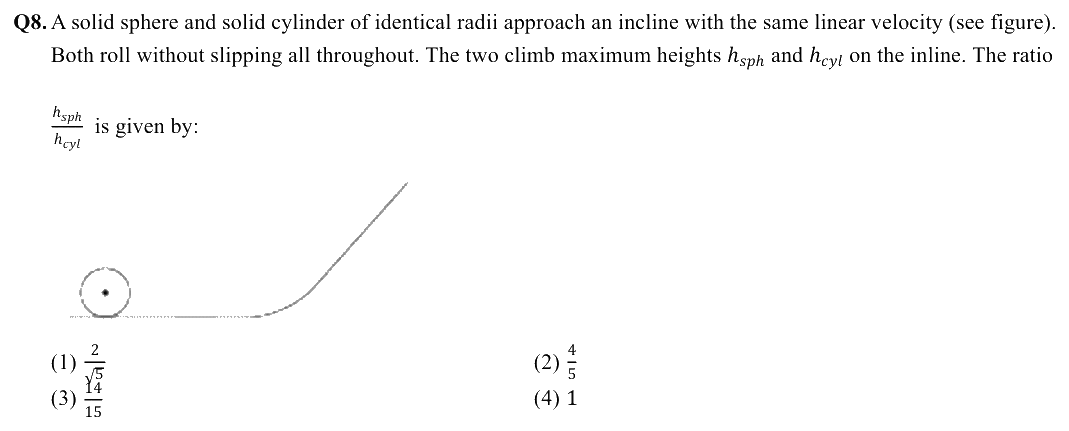 Q8. A solid sphere and solid cylinder of identical radii approach an incline with the same linear velocity (see figure).
Both roll without slipping all throughout. The two climb maximum heights h_sph and h_cyl on the inline. The ratio
h_sph/h_cyl is given by:
(1) 2/√5 (2) 4/5
(3) 14/15 (4) 1